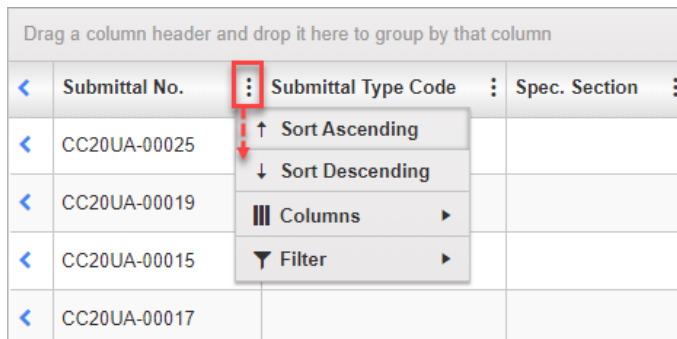 Drag a column header and drop it here to group by that column
Submittal No. Submittal Type Code Spec. Section
CC20UA-00025
Sort Ascending
Sort Descending
CC20UA-00019
Columns
CC20UA-00015
Filter
CC20UA-00017